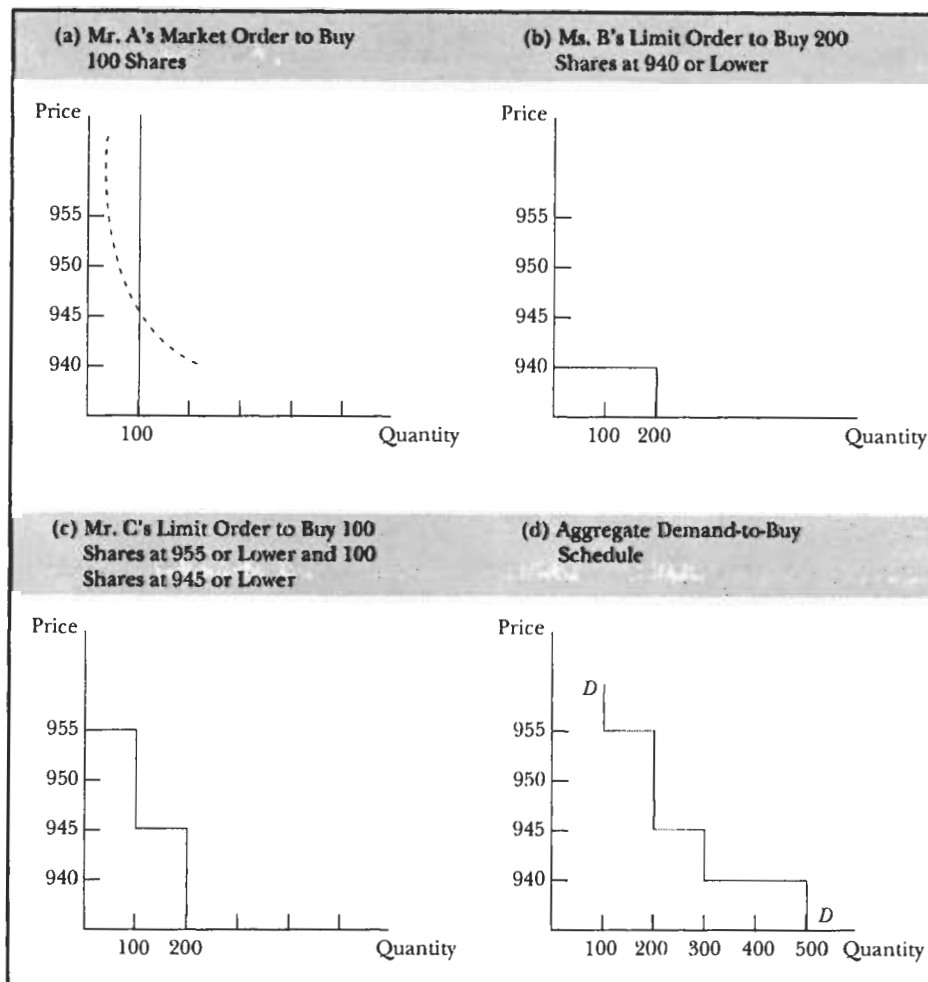 (a) Mr. A's Market Order to Buy
100 Shares
Price
955
950
945
940
100
Quantity
(b) Ms. B's Limit Order to Buy 200
Shares at 940 or Lower
Price
955
950
945
940
100 200
Quantity
(c) Mr. C's Limit Order to Buy 100
Shares at 955 or Lower and 100
Shares at 945 or Lower
Price
955
950
945
940
100 200
Quantity
(d) Aggregate Demand-to-Buy
Schedule
Price
D
955
950
945
940
D
100 200 300 400 500 Quantity